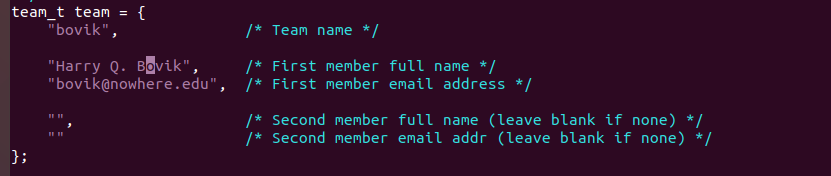 team_t team = {
"bovik", /* Team name */
"Harry Q. Bovik", /* First member full name */
"bovik@nowhere.edu", /* First member email address */
"", /* Second member full name (leave blank if none) */
"" /* Second member email addr (leave blank if none) */
};